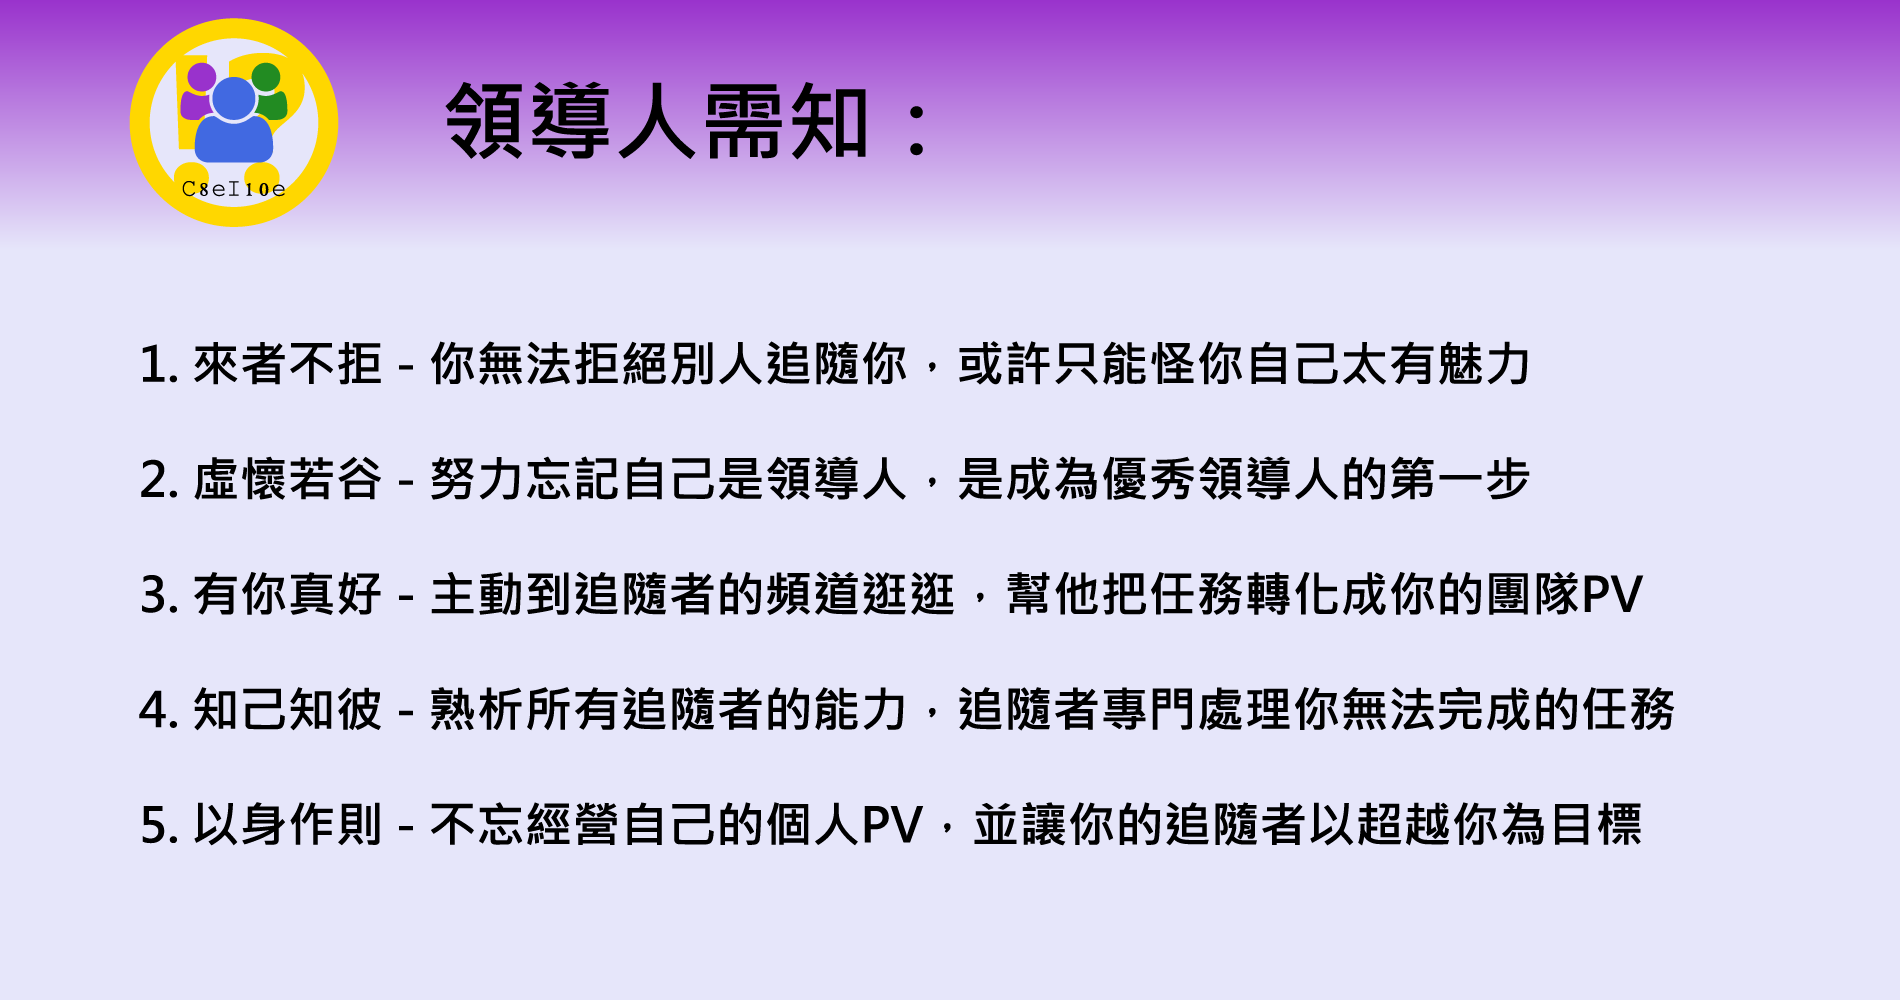 C8eI10e
領導人需知：
1. 來者不拒 - 你無法拒絕別人追隨你，或許只能怪你自己太有魅力
2. 虛懷若谷 - 努力忘記自己是領導人，是成為優秀領導人的第一步
3. 有你真好 - 主動到追隨者的頻道逛逛，幫他把任務轉化成你的團隊PV
4. 知己知彼 - 熟析所有追隨者的能力，追隨者專門處理你無法完成的任務
5. 以身作則 - 不忘經營自己的個人PV，並讓你的追隨者以超越你為目標